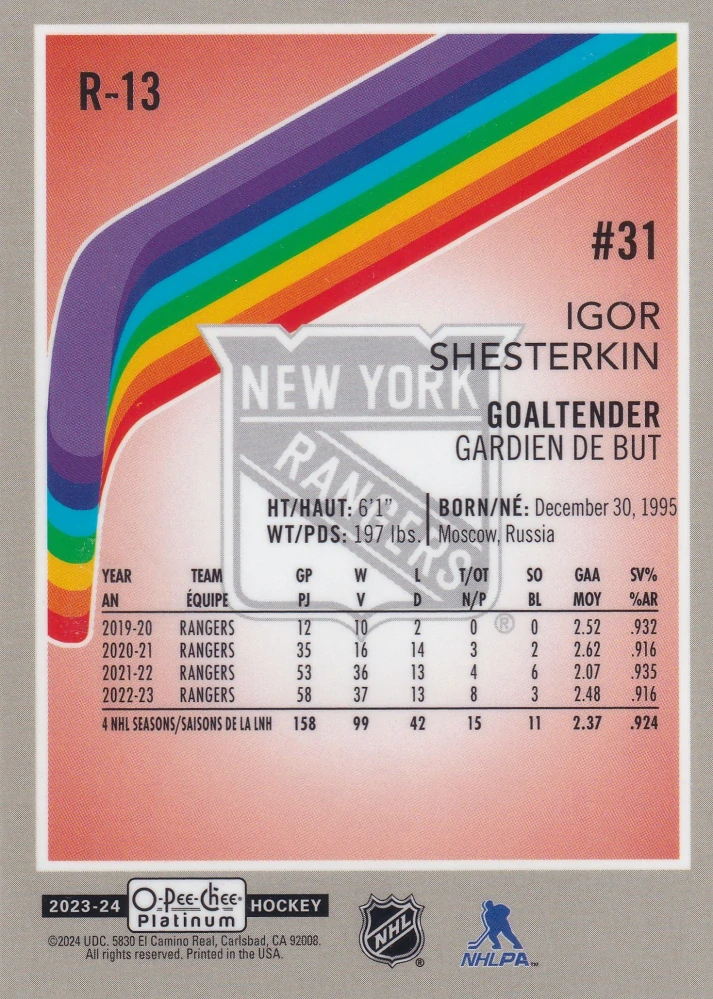 R-13
#31
IGOR
SHESTERKIN
NEW YORK
RANGERS
GOALTENDER
GARDIEN DE BUT
HT/HAUT: 6'1" BORN/NÉ: December 30, 1995
WT/PDS: 197 lbs. Moscow, Russia
YEAR TEAM GP W L T/OT SO GAA SV%
AN ÉQUIPE PJ V D N/P BL MOY %AR
2019-20 RANGERS 12 10 2 0 0 2.52 .932
2020-21 RANGERS 35 16 14 3 2 2.62 .916
2021-22 RANGERS 53 36 13 4 6 2.07 .935
2022-23 RANGERS 58 37 13 8 3 2.48 .916
4 NHL SEASONS/SAISONS DE LA LNH 158 99 42 15 11 2.37 .924
®
2023-24 O-Pee-Chee® Platinum HOCKEY
©2024 UDC. 5830 El Camino Real, Carlsbad, CA 92008.
All rights reserved. Printed in the USA.
NHL ®
NHLPA™